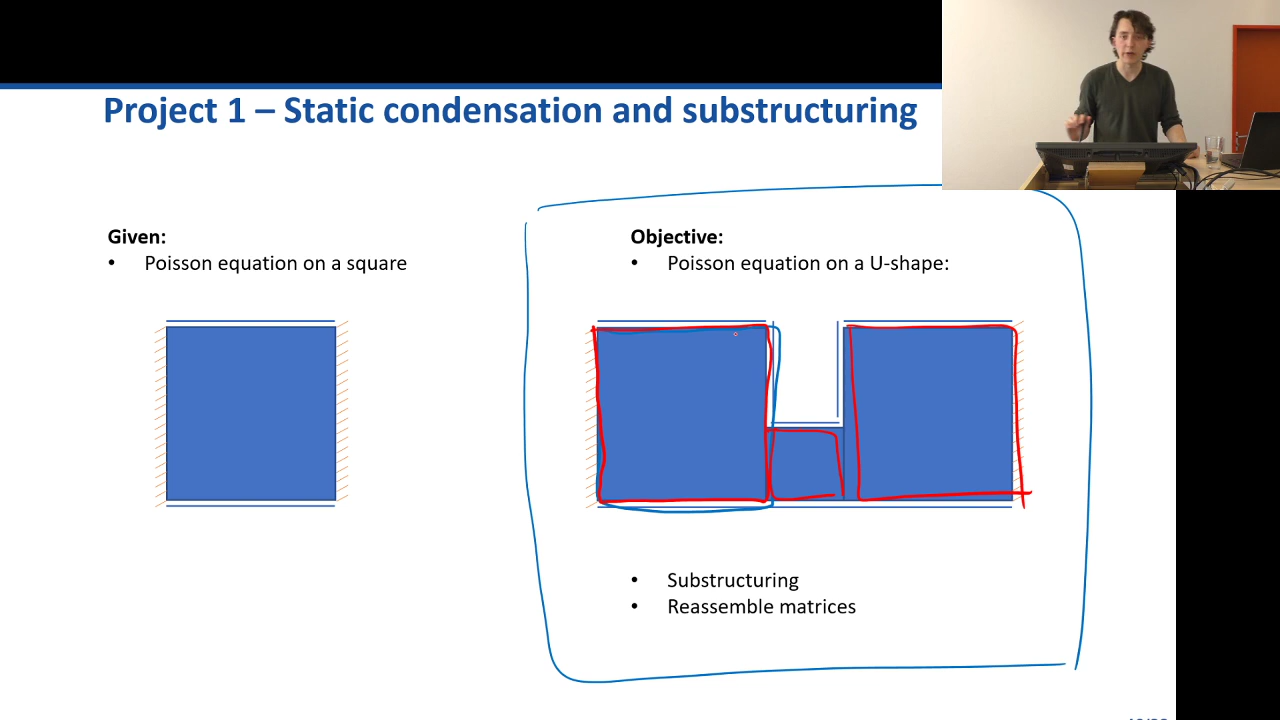 Project 1 – Static condensation and substructuring
Given:
• Poisson equation on a square
Objective:
• Poisson equation on a U-shape:
• Substructuring
• Reassemble matrices